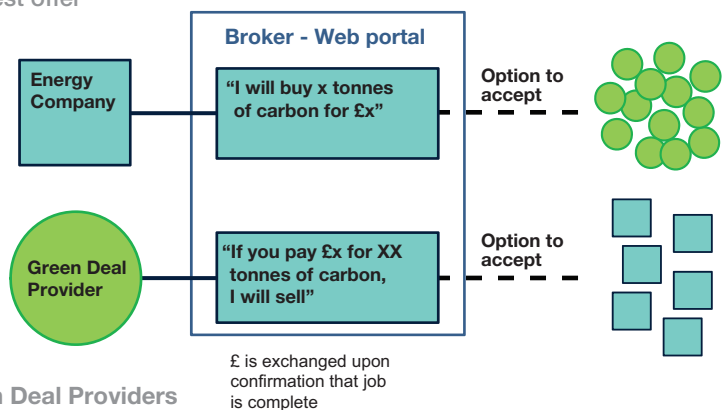 est offer
Broker - Web portal
Energy
Company
“I will buy x tonnes
of carbon for £x”
Option to
accept
Green Deal
Provider
“If you pay £x for XX
tonnes of carbon,
I will sell”
Option to
accept
£ is exchanged upon
confirmation that job
is complete
n Deal Providers